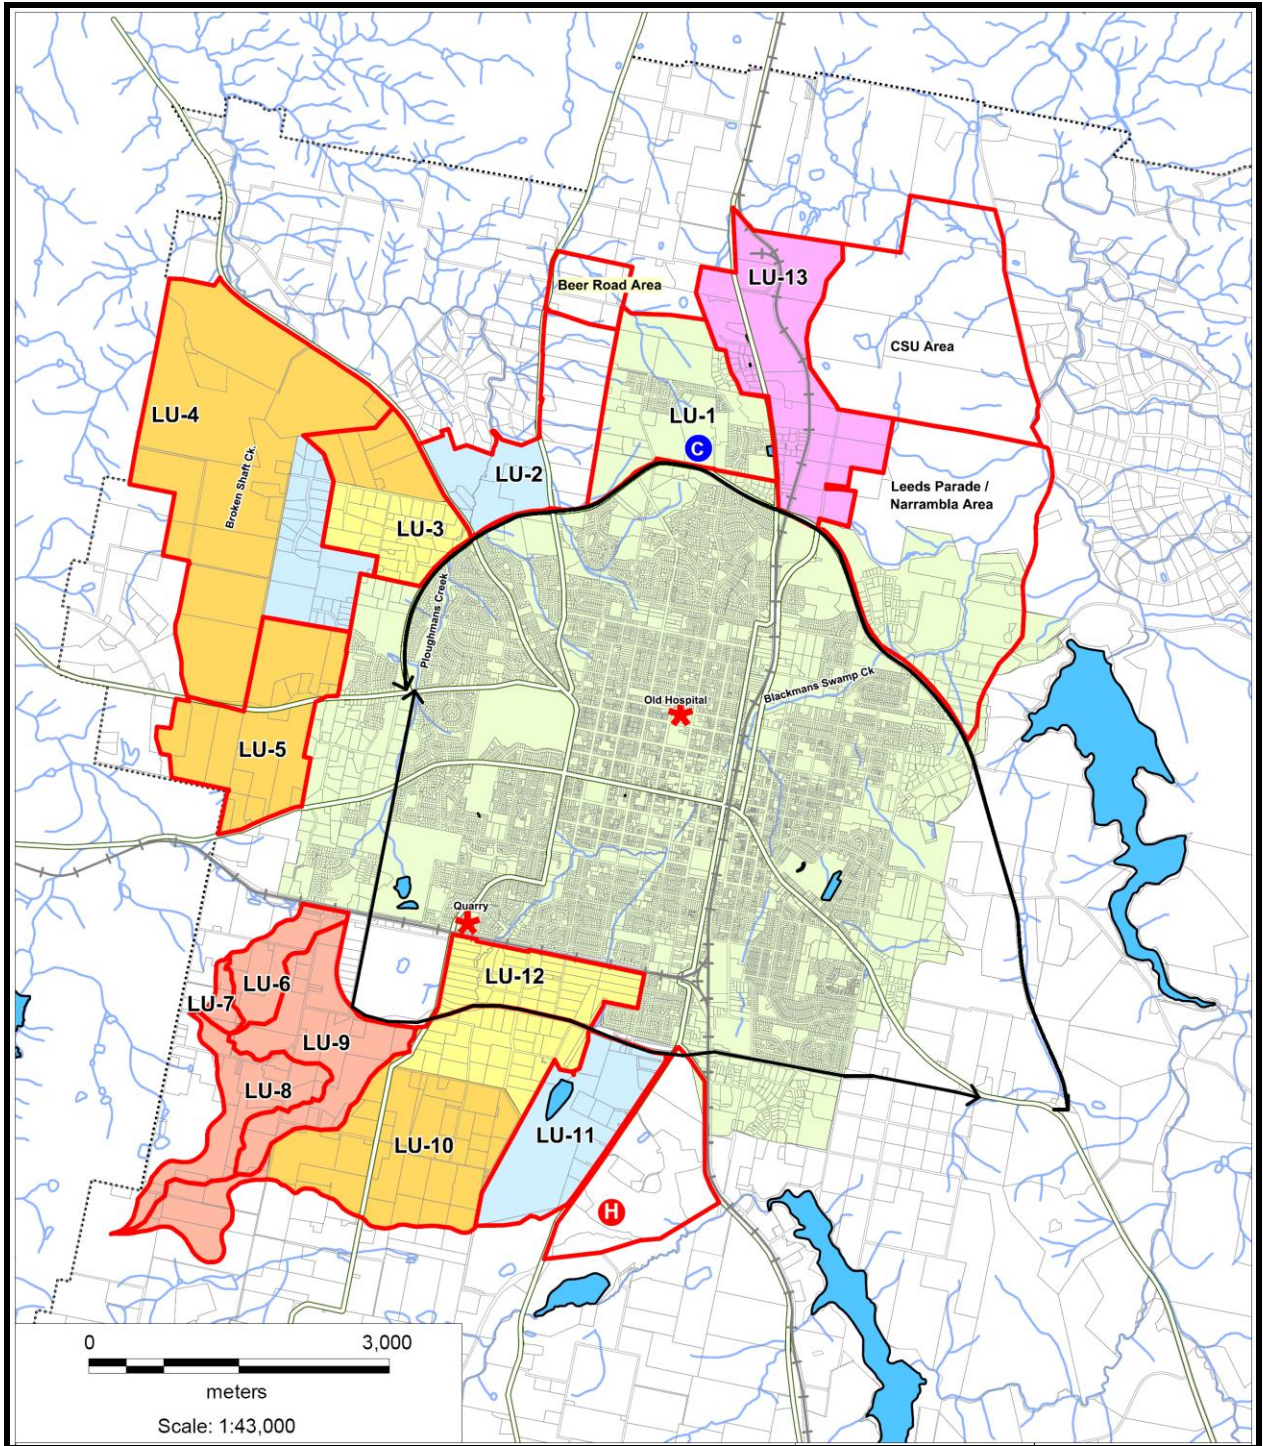 LU-13
Beer Road Area
CSU Area
LU-4
LU-1
C
LU-2
Broken Shaft Ck.
LU-3
Leeds Parade /
Narrambla Area
Ploughmans Creek
Blackmans Swamp Ck
Old Hospital
LU-5
Quarry
LU-12
LU-6
LU-7
LU-9
LU-8
LU-10
LU-11
H
0 3,000
meters
Scale: 1:43,000